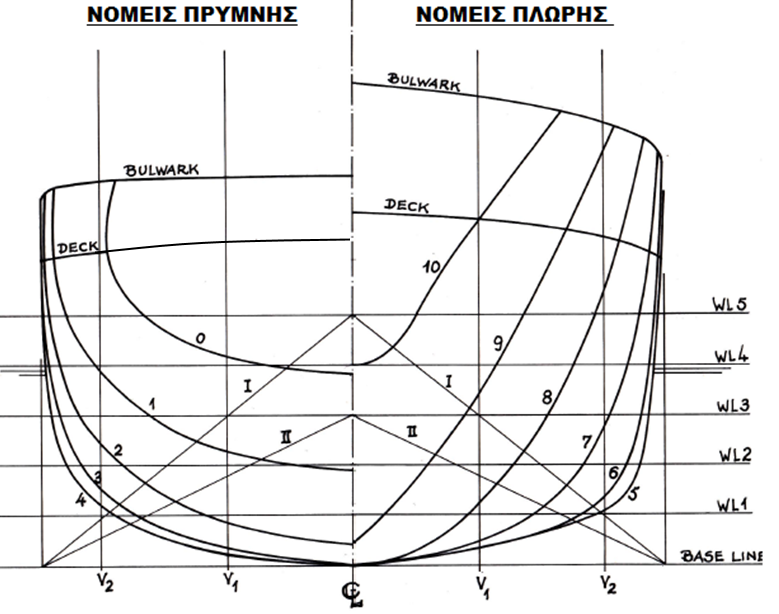 ΝΟΜΕΙΣ ΠΡΥΜΝΗΣ
ΝΟΜΕΙΣ ΠΛΩΡΗΣ
BULWARK
BULWARK
DECK
DECK
10
WL5
0
9
WL4
I
I
8
1
WL3
II
II
7
2
WL2
6
3
5
4
WL1
BASE LINE
V2
V1
CL
V1
V2